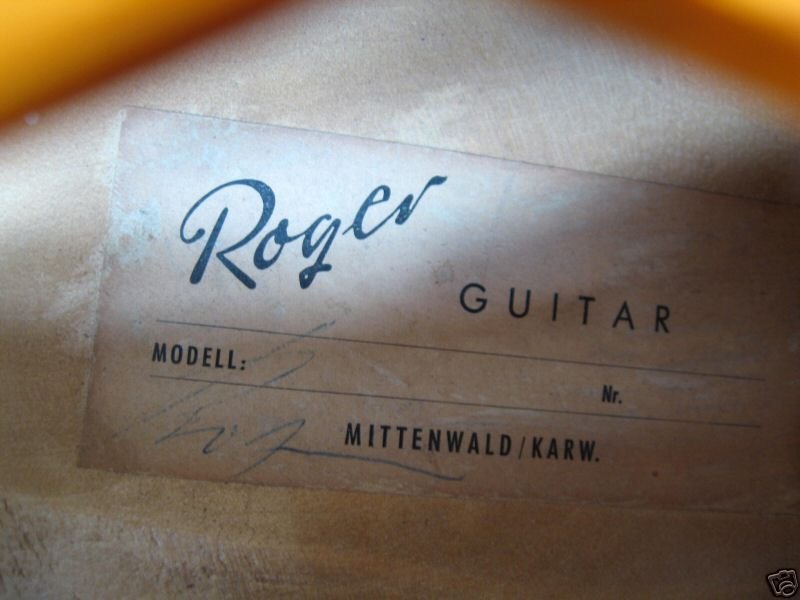 Roger
GUITAR
MODELL:
Nr.
MITTENWALD/KARW.